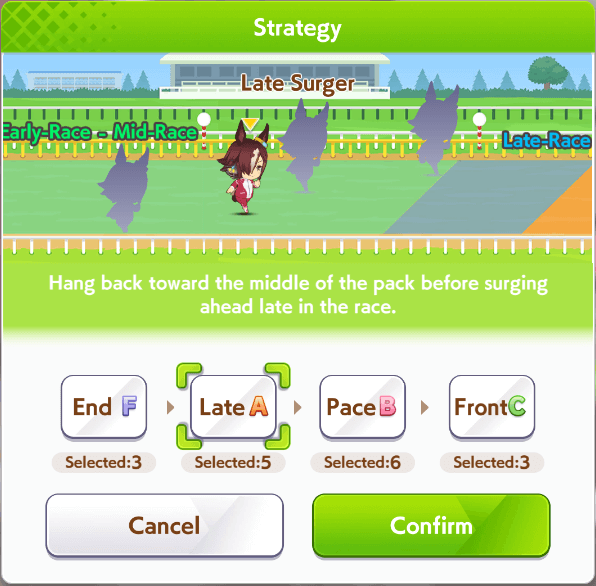 Strategy
Late Surger
Early-Race - Mid-Race
Late-Race
Hang back toward the middle of the pack before surging
ahead late in the race.
End F
Late A
Pace B
Front C
Selected:3
Selected:5
Selected:6
Selected:3
Cancel
Confirm